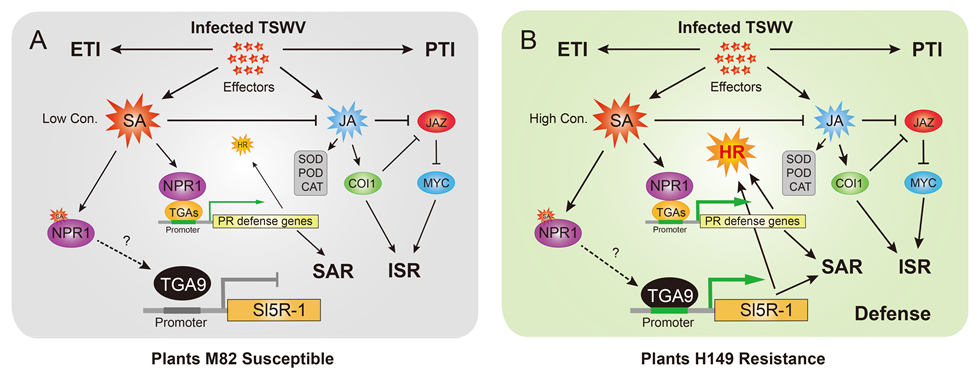 A
Infected TSWV
ETI
PTI
Effectors
Low Con.
SA
JA
JAZ
HR
SOD
POD
CAT
COI1
MYC
NPR1
TGAs
Promoter
PR defense genes
SA
NPR1
?
SAR
ISR
TGA9
Promoter
Sl5R-1
Plants M82 Susceptible
B
Infected TSWV
ETI
PTI
Effectors
High Con.
SA
JA
JAZ
HR
SOD
POD
CAT
COI1
MYC
NPR1
TGAs
Promoter
PR defense genes
SA
NPR1
?
SAR
ISR
TGA9
Promoter
Sl5R-1
Defense
Plants H149 Resistance